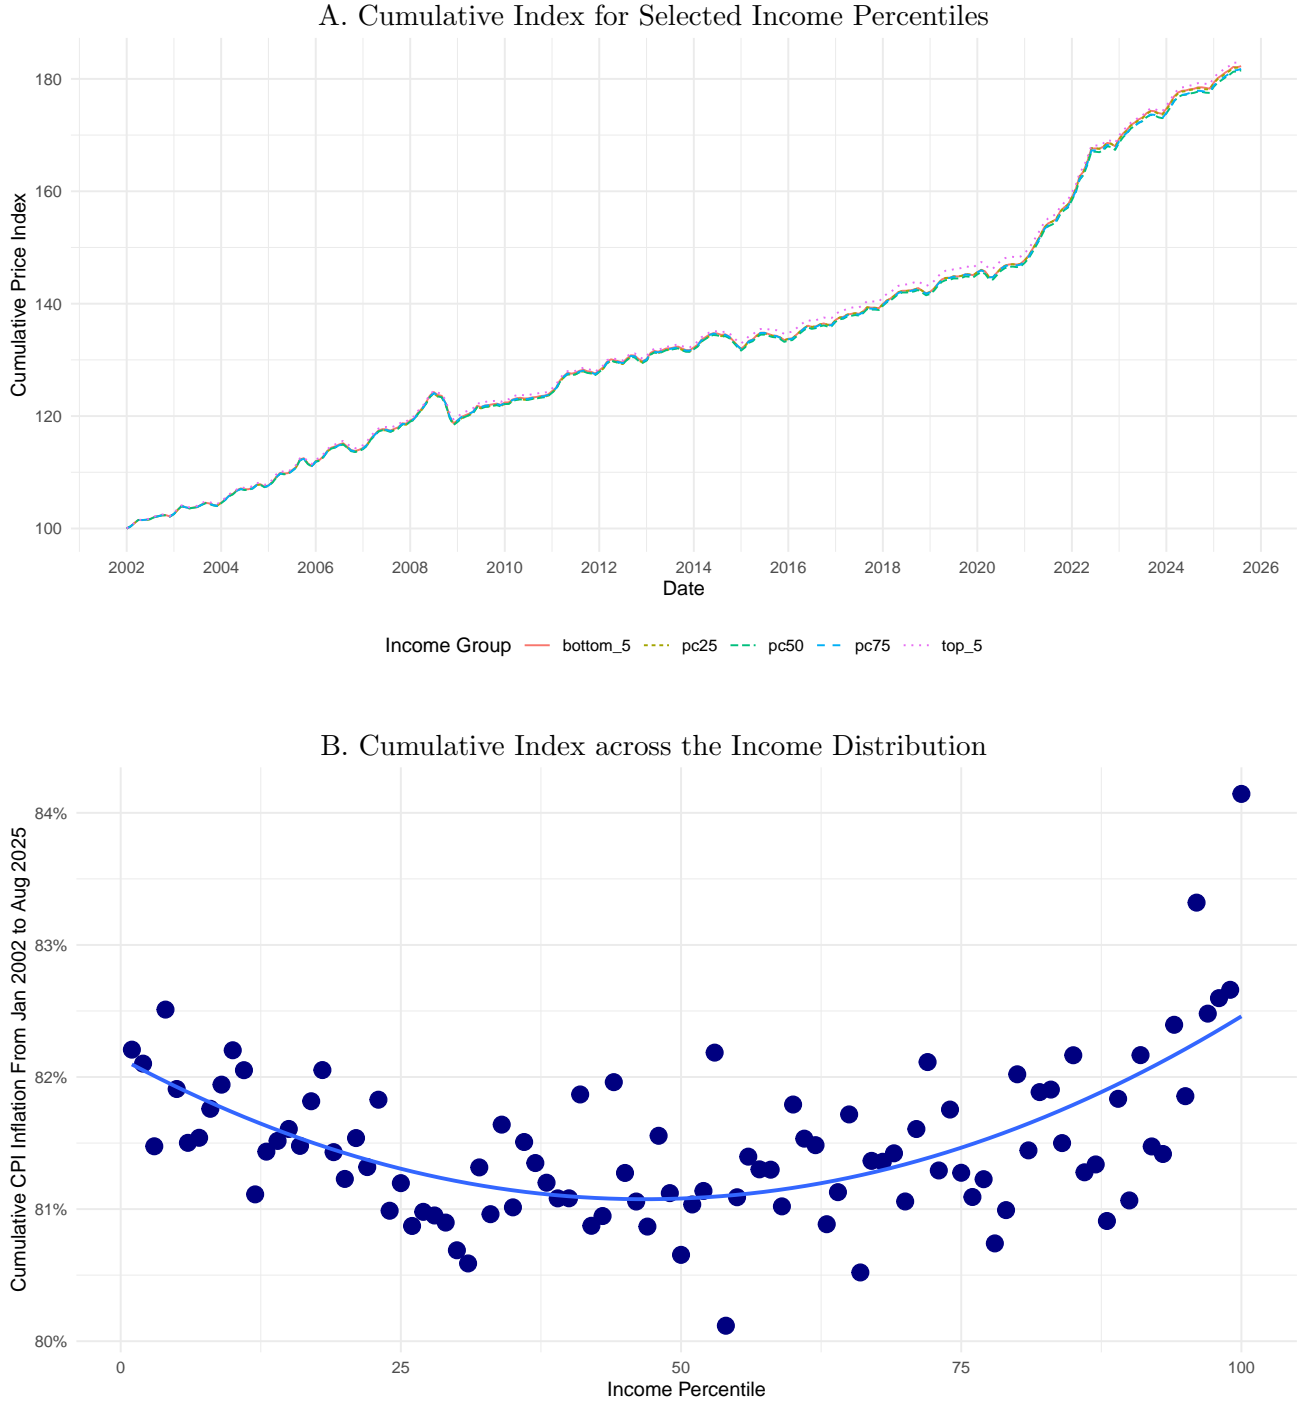 A. Cumulative Index for Selected Income Percentiles
Cumulative Price Index
180
160
140
120
100
2002 2004 2006 2008 2010 2012 2014 2016 2018 2020 2022 2024 2026
Date
Income Group bottom_5 pc25 pc50 pc75 top_5
B. Cumulative Index across the Income Distribution
Cumulative CPI Inflation From Jan 2002 to Aug 2025
84%
83%
82%
81%
80%
0 25 50 75 100
Income Percentile